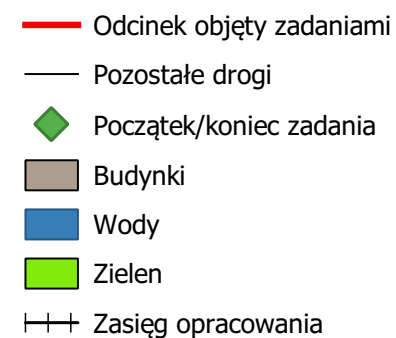 Odcinek objęty zadaniami
Pozostałe drogi
Początek/koniec zadania
Budynki
Wody
Zielen
Zasięg opracowania